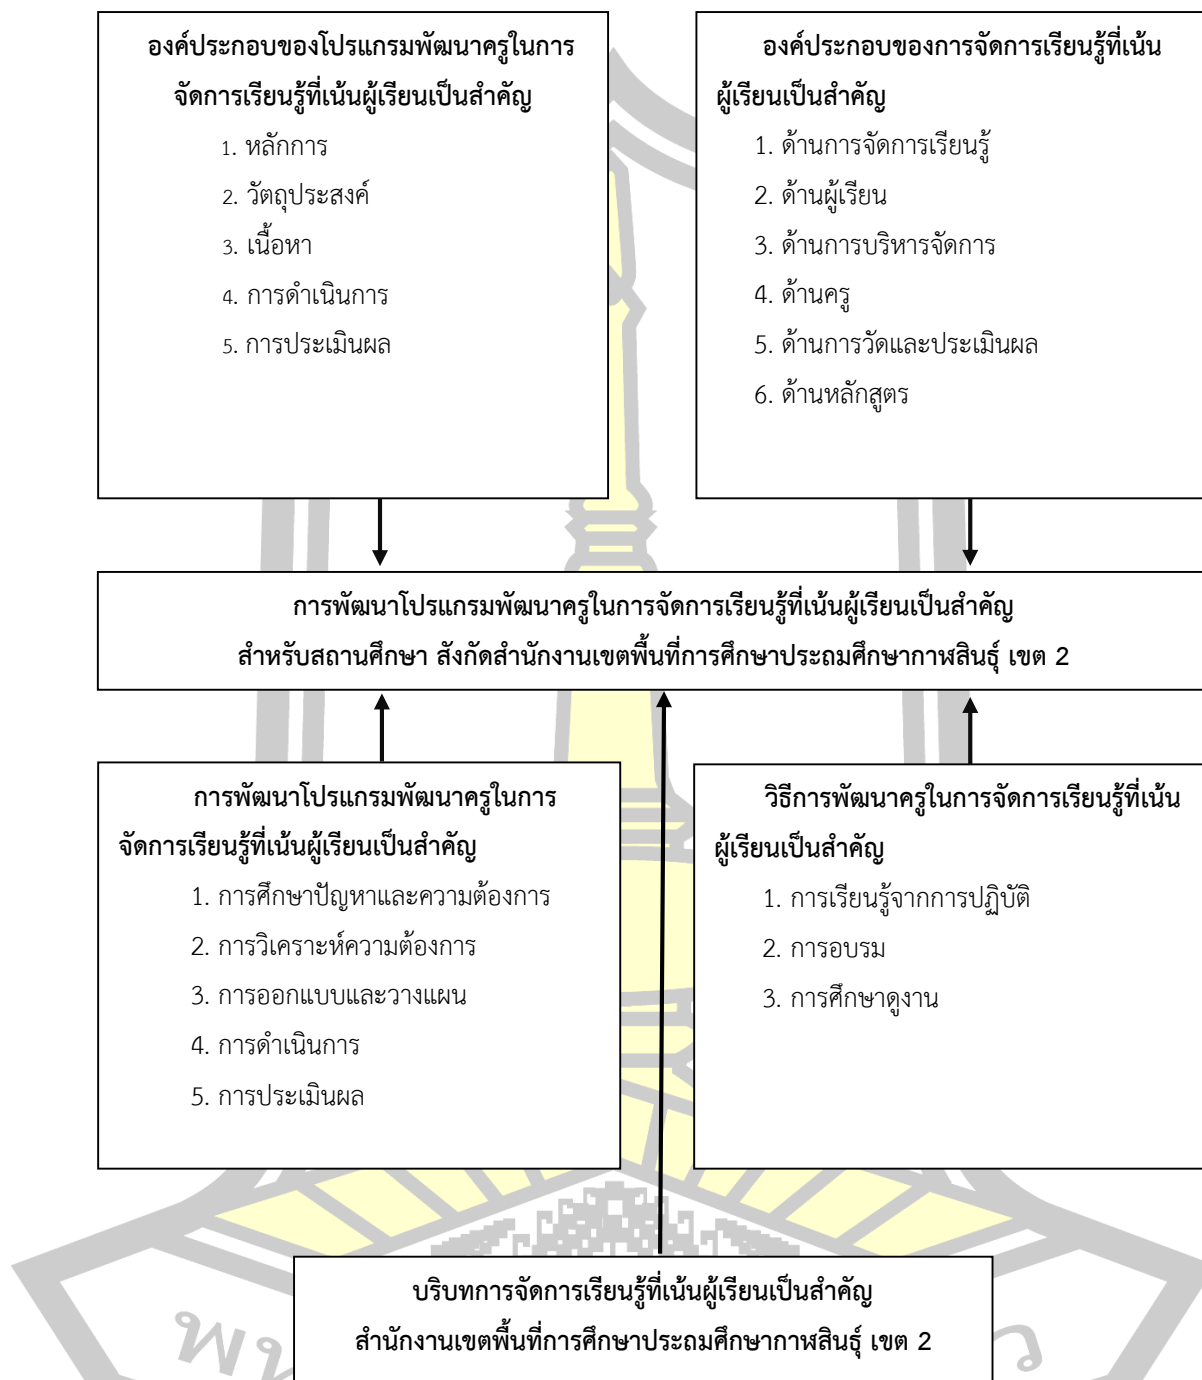 องค์ประกอบของโปรแกรมพัฒนาครูในการ
จัดการเรียนรู้ที่เน้นผู้เรียนเป็นสำคัญ
1. หลักการ
2. วัตถุประสงค์
3. เนื้อหา
4. การดำเนินการ
5. การประเมินผล
องค์ประกอบของการจัดการเรียนรู้ที่เน้น
ผู้เรียนเป็นสำคัญ
1. ด้านการจัดการเรียนรู้
2. ด้านผู้เรียน
3. ด้านการบริหารจัดการ
4. ด้านครู
5. ด้านการวัดและประเมินผล
6. ด้านหลักสูตร
การพัฒนาโปรแกรมพัฒนาครูในการจัดการเรียนรู้ที่เน้นผู้เรียนเป็นสำคัญ
สำหรับสถานศึกษา สังกัดสำนักงานเขตพื้นที่การศึกษาประถมศึกษากาฬสินธุ์ เขต 2
การพัฒนาโปรแกรมพัฒนาครูในการ
จัดการเรียนรู้ที่เน้นผู้เรียนเป็นสำคัญ
1. การศึกษาปัญหาและความต้องการ
2. การวิเคราะห์ความต้องการ
3. การออกแบบและวางแผน
4. การดำเนินการ
5. การประเมินผล
วิธีการพัฒนาครูในการจัดการเรียนรู้ที่เน้น
ผู้เรียนเป็นสำคัญ
1. การเรียนรู้จากการปฏิบัติ
2. การอบรม
3. การศึกษาดูงาน
บริบทการจัดการเรียนรู้ที่เน้นผู้เรียนเป็นสำคัญ
สำนักงานเขตพื้นที่การศึกษาประถมศึกษากาฬสินธุ์ เขต 2